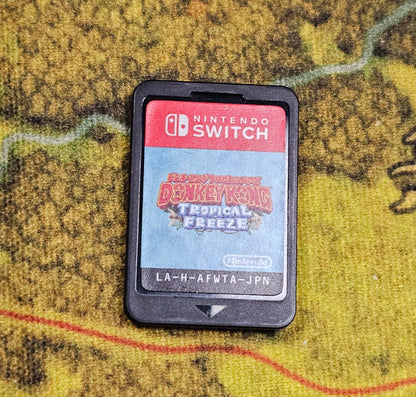 NINTENDO
SWITCH
DONKEY KONG
TROPICAL
FREEZE
Nintendo
LA-H-AFWTA-JPN